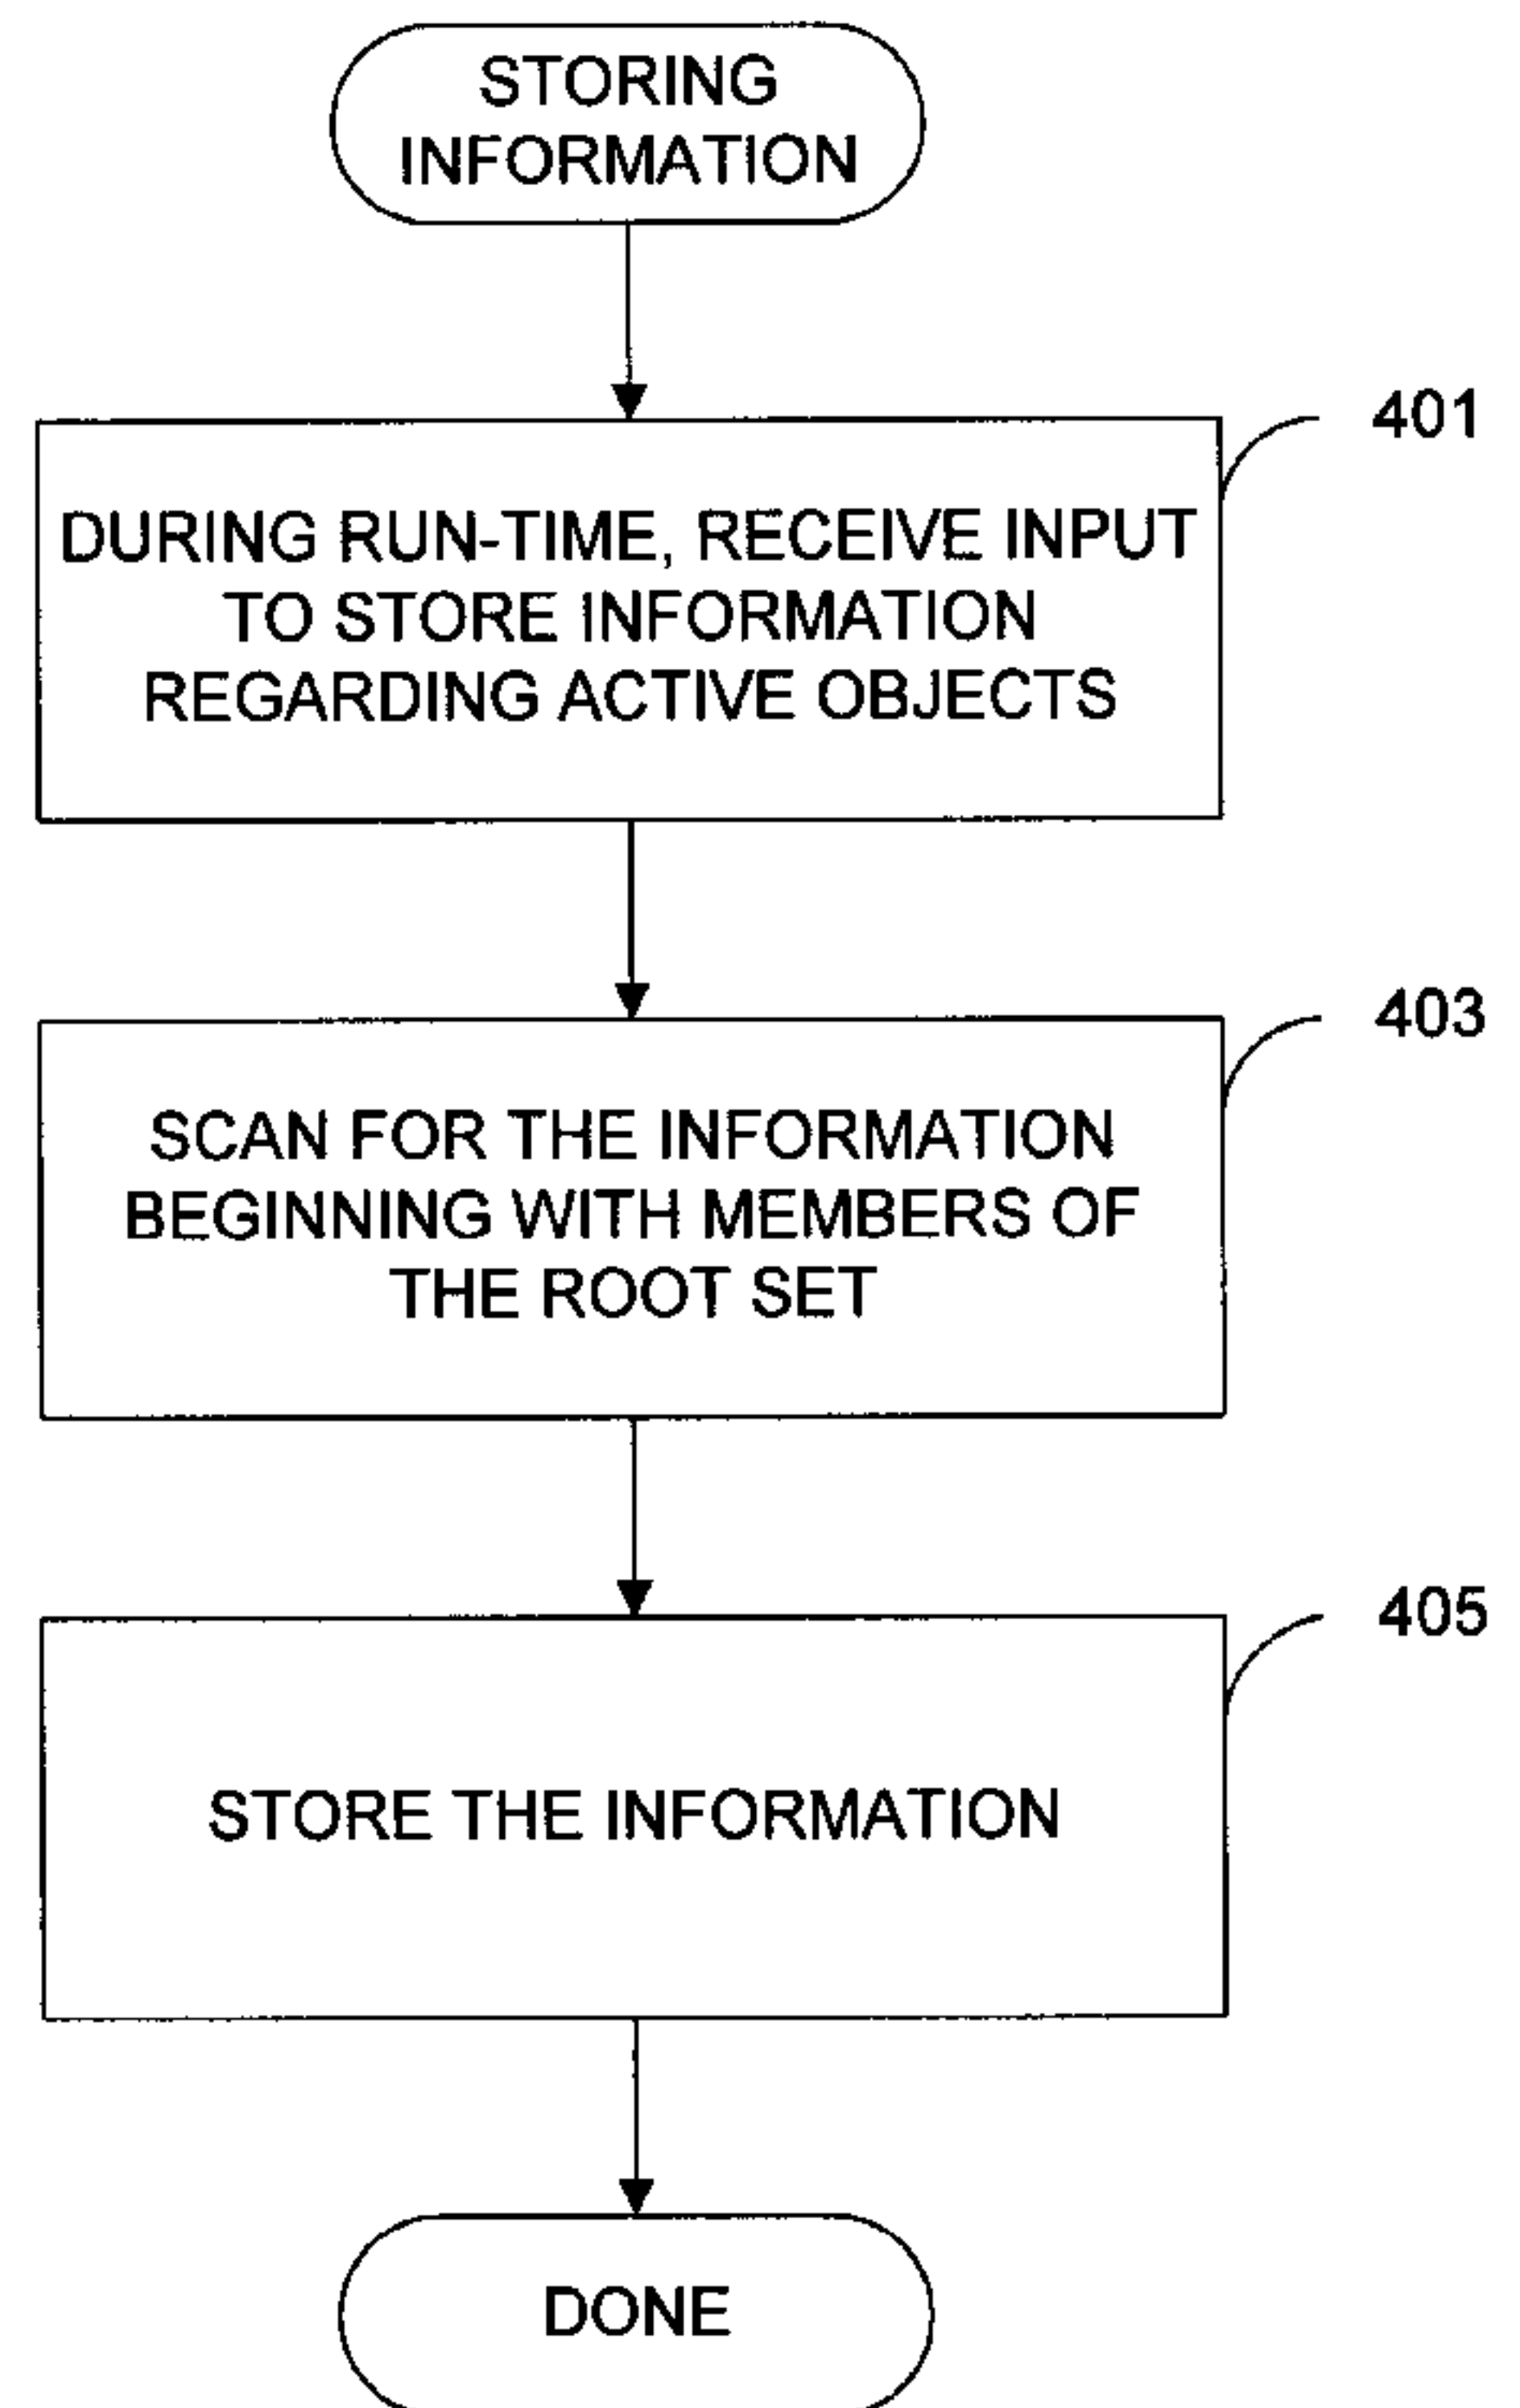 STORING
INFORMATION
401
DURING RUN-TIME, RECEIVE INPUT
TO STORE INFORMATION
REGARDING ACTIVE OBJECTS
403
SCAN FOR THE INFORMATION
BEGINNING WITH MEMBERS OF
THE ROOT SET
405
STORE THE INFORMATION
DONE